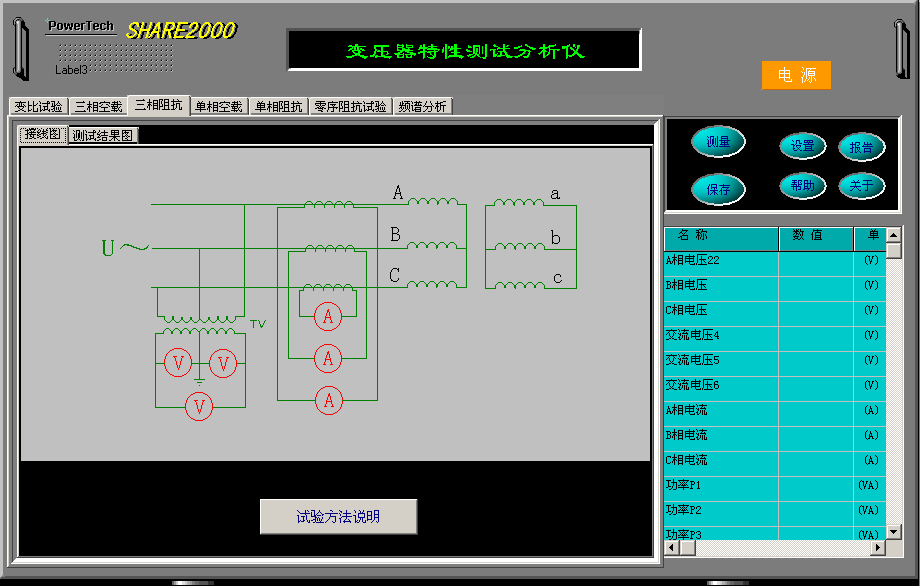 PowerTech SHARE2000
Label3
变压器特性测试分析仪
电 源
变比试验 三相空载 三相阻抗 单相空载 单相阻抗 零序阻抗试验 频谱分析
接线图 测试结果图
测量 设置 报告
保存 帮助 关于
A a
U B b
C c
TV
A
V V
A
V A
试验方法说明
名 称 数 值 单
A相电压22 (V)
B相电压 (V)
C相电压 (V)
交流电压4 (V)
交流电压5 (V)
交流电压6 (V)
A相电流 (A)
B相电流 (A)
C相电流 (A)
功率P1 (VA)
功率P2 (VA)
功率P3 (VA)